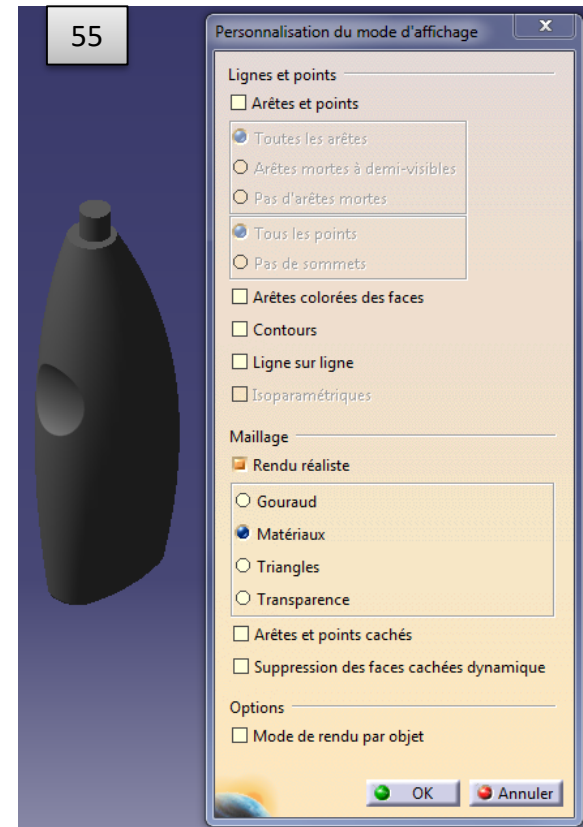 55
Personnalisation du mode d'affichage
x
Lignes et points
Arêtes et points
Toutes les arêtes
Arêtes mortes à demi-visibles
Pas d'arêtes mortes
Tous les points
Pas de sommets
Arêtes colorées des faces
Contours
Ligne sur ligne
Isoparamétriques
Maillage
Rendu réaliste
Gouraud
Matériaux
Triangles
Transparence
Arêtes et points cachés
Suppression des faces cachées dynamique
Options
Mode de rendu par objet
OK Annuler